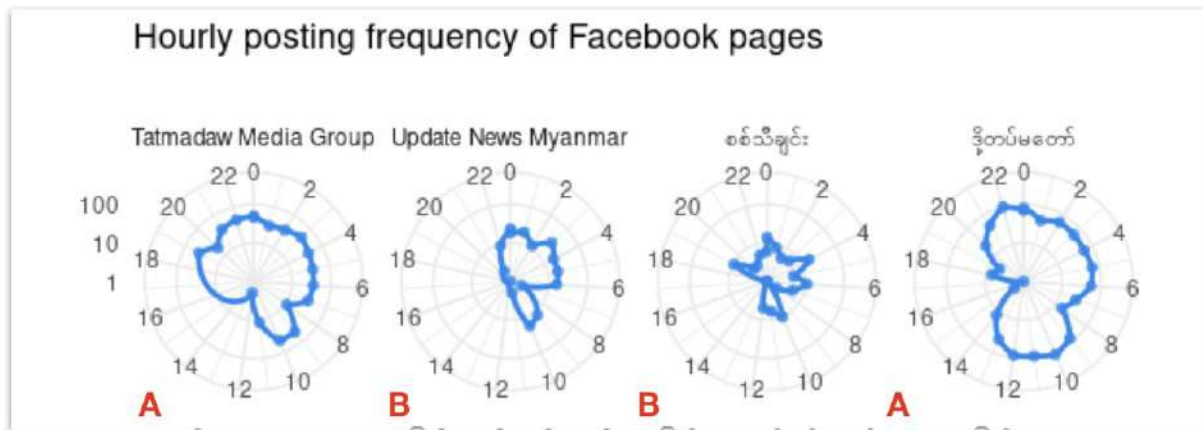 Hourly posting frequency of Facebook pages
Tatmadaw Media Group Update News Myanmar စစ်သီချင်း ဒို့တပ်မတော်
22 0 2 22 0 2 22 0 2 22 0 2
100 20 20 20 20
10 4 4 4 4
18 18 18 18
1 6 6 6 6
16 16 16 16
8 8 8 8
14 14 14 14
12 10 12 10 12 10 12 10
A B B A